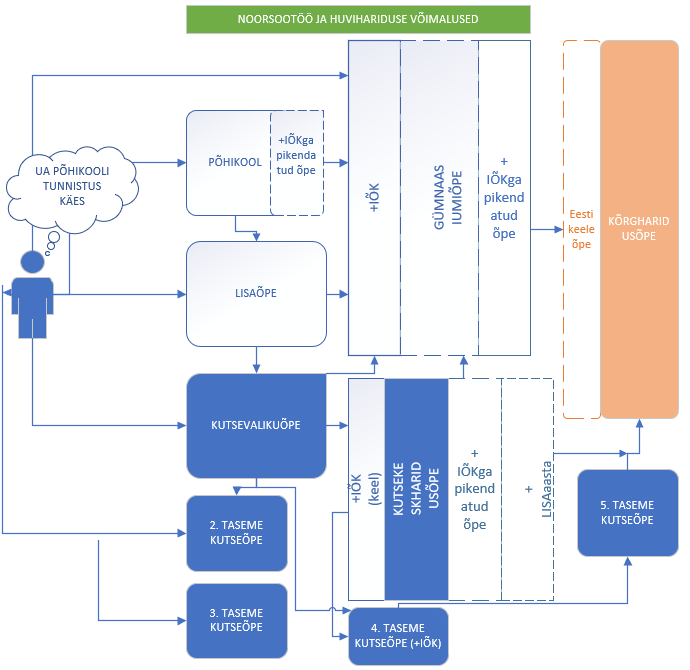 NOORSOOTÖÖ JA HUVIHARIDUSE VÕIMALUSED
UA PÕHIKOOLI
TUNNISTUS
KÄES
PÕHIKOOL
+IÕKga
pikenda
tud õpe
LISAÕPE
KUTSEVALIKUÕPE
2. TASEME
KUTSEÕPE
3. TASEME
KUTSEÕPE
+IÕK
GÜMNAAS
IUMIÕPE
+
IÕKga
pikend
atud
õpe
Eesti
keele
õpe
KÕRGHARID
USÕPE
+IÕK
(keel)
KUTSEKE
SKHARID
USÕPE
+
IÕKga
pikend
atud
õpe
+
LISAaasta
4. TASEME
KUTSEÕPE (+IÕK)
5. TASEME
KUTSEÕPE